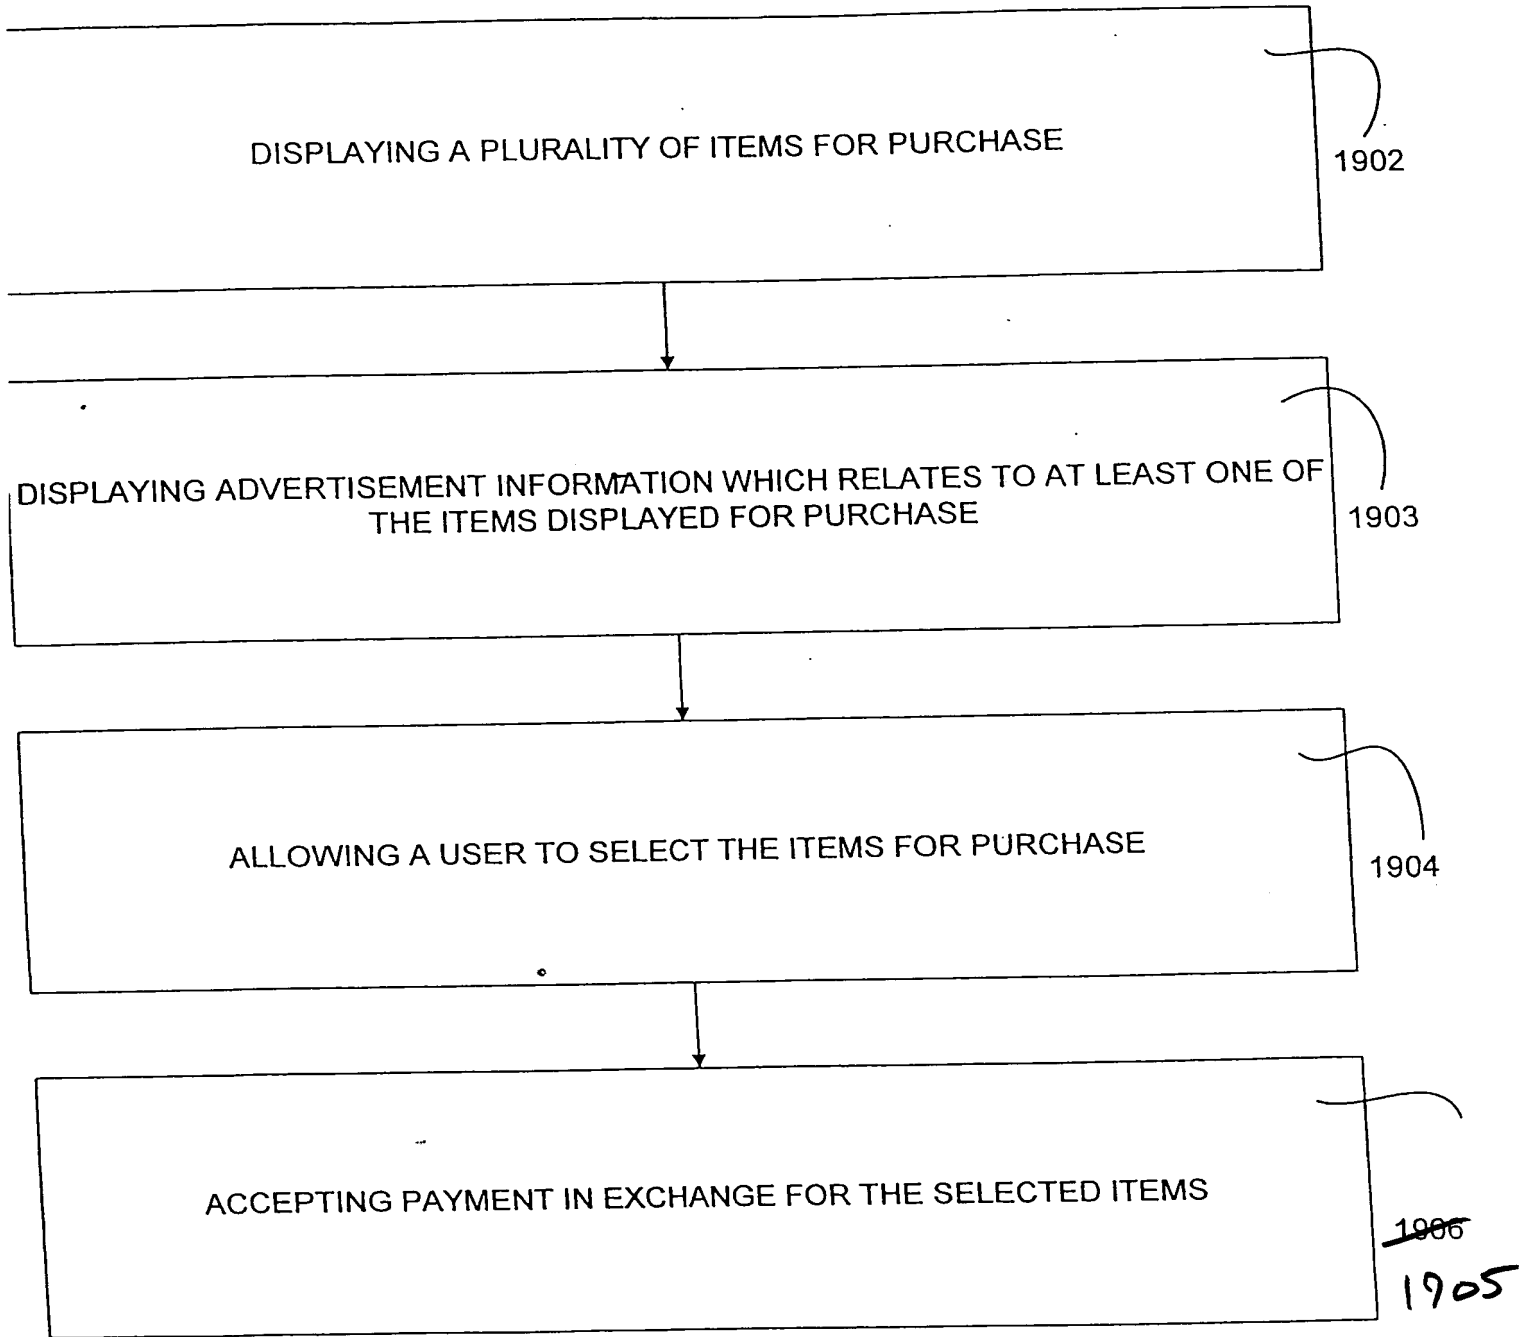 DISPLAYING A PLURALITY OF ITEMS FOR PURCHASE
1902
DISPLAYING ADVERTISEMENT INFORMATION WHICH RELATES TO AT LEAST ONE OF
THE ITEMS DISPLAYED FOR PURCHASE
1903
ALLOWING A USER TO SELECT THE ITEMS FOR PURCHASE
1904
ACCEPTING PAYMENT IN EXCHANGE FOR THE SELECTED ITEMS
1906
1905